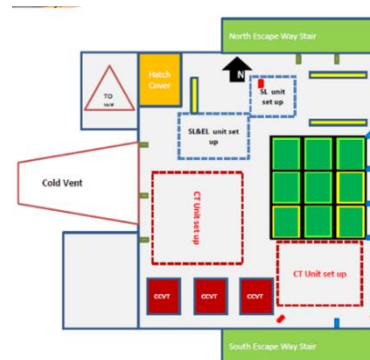 North Escape Way Stair
N
Hatch
Cover
TO
SL unit
set up
SL&EL unit set
up
Cold Vent
CT Unit set up
CT Unit set up
CCVT
CCVT
CCVT
South Escape Way Stair